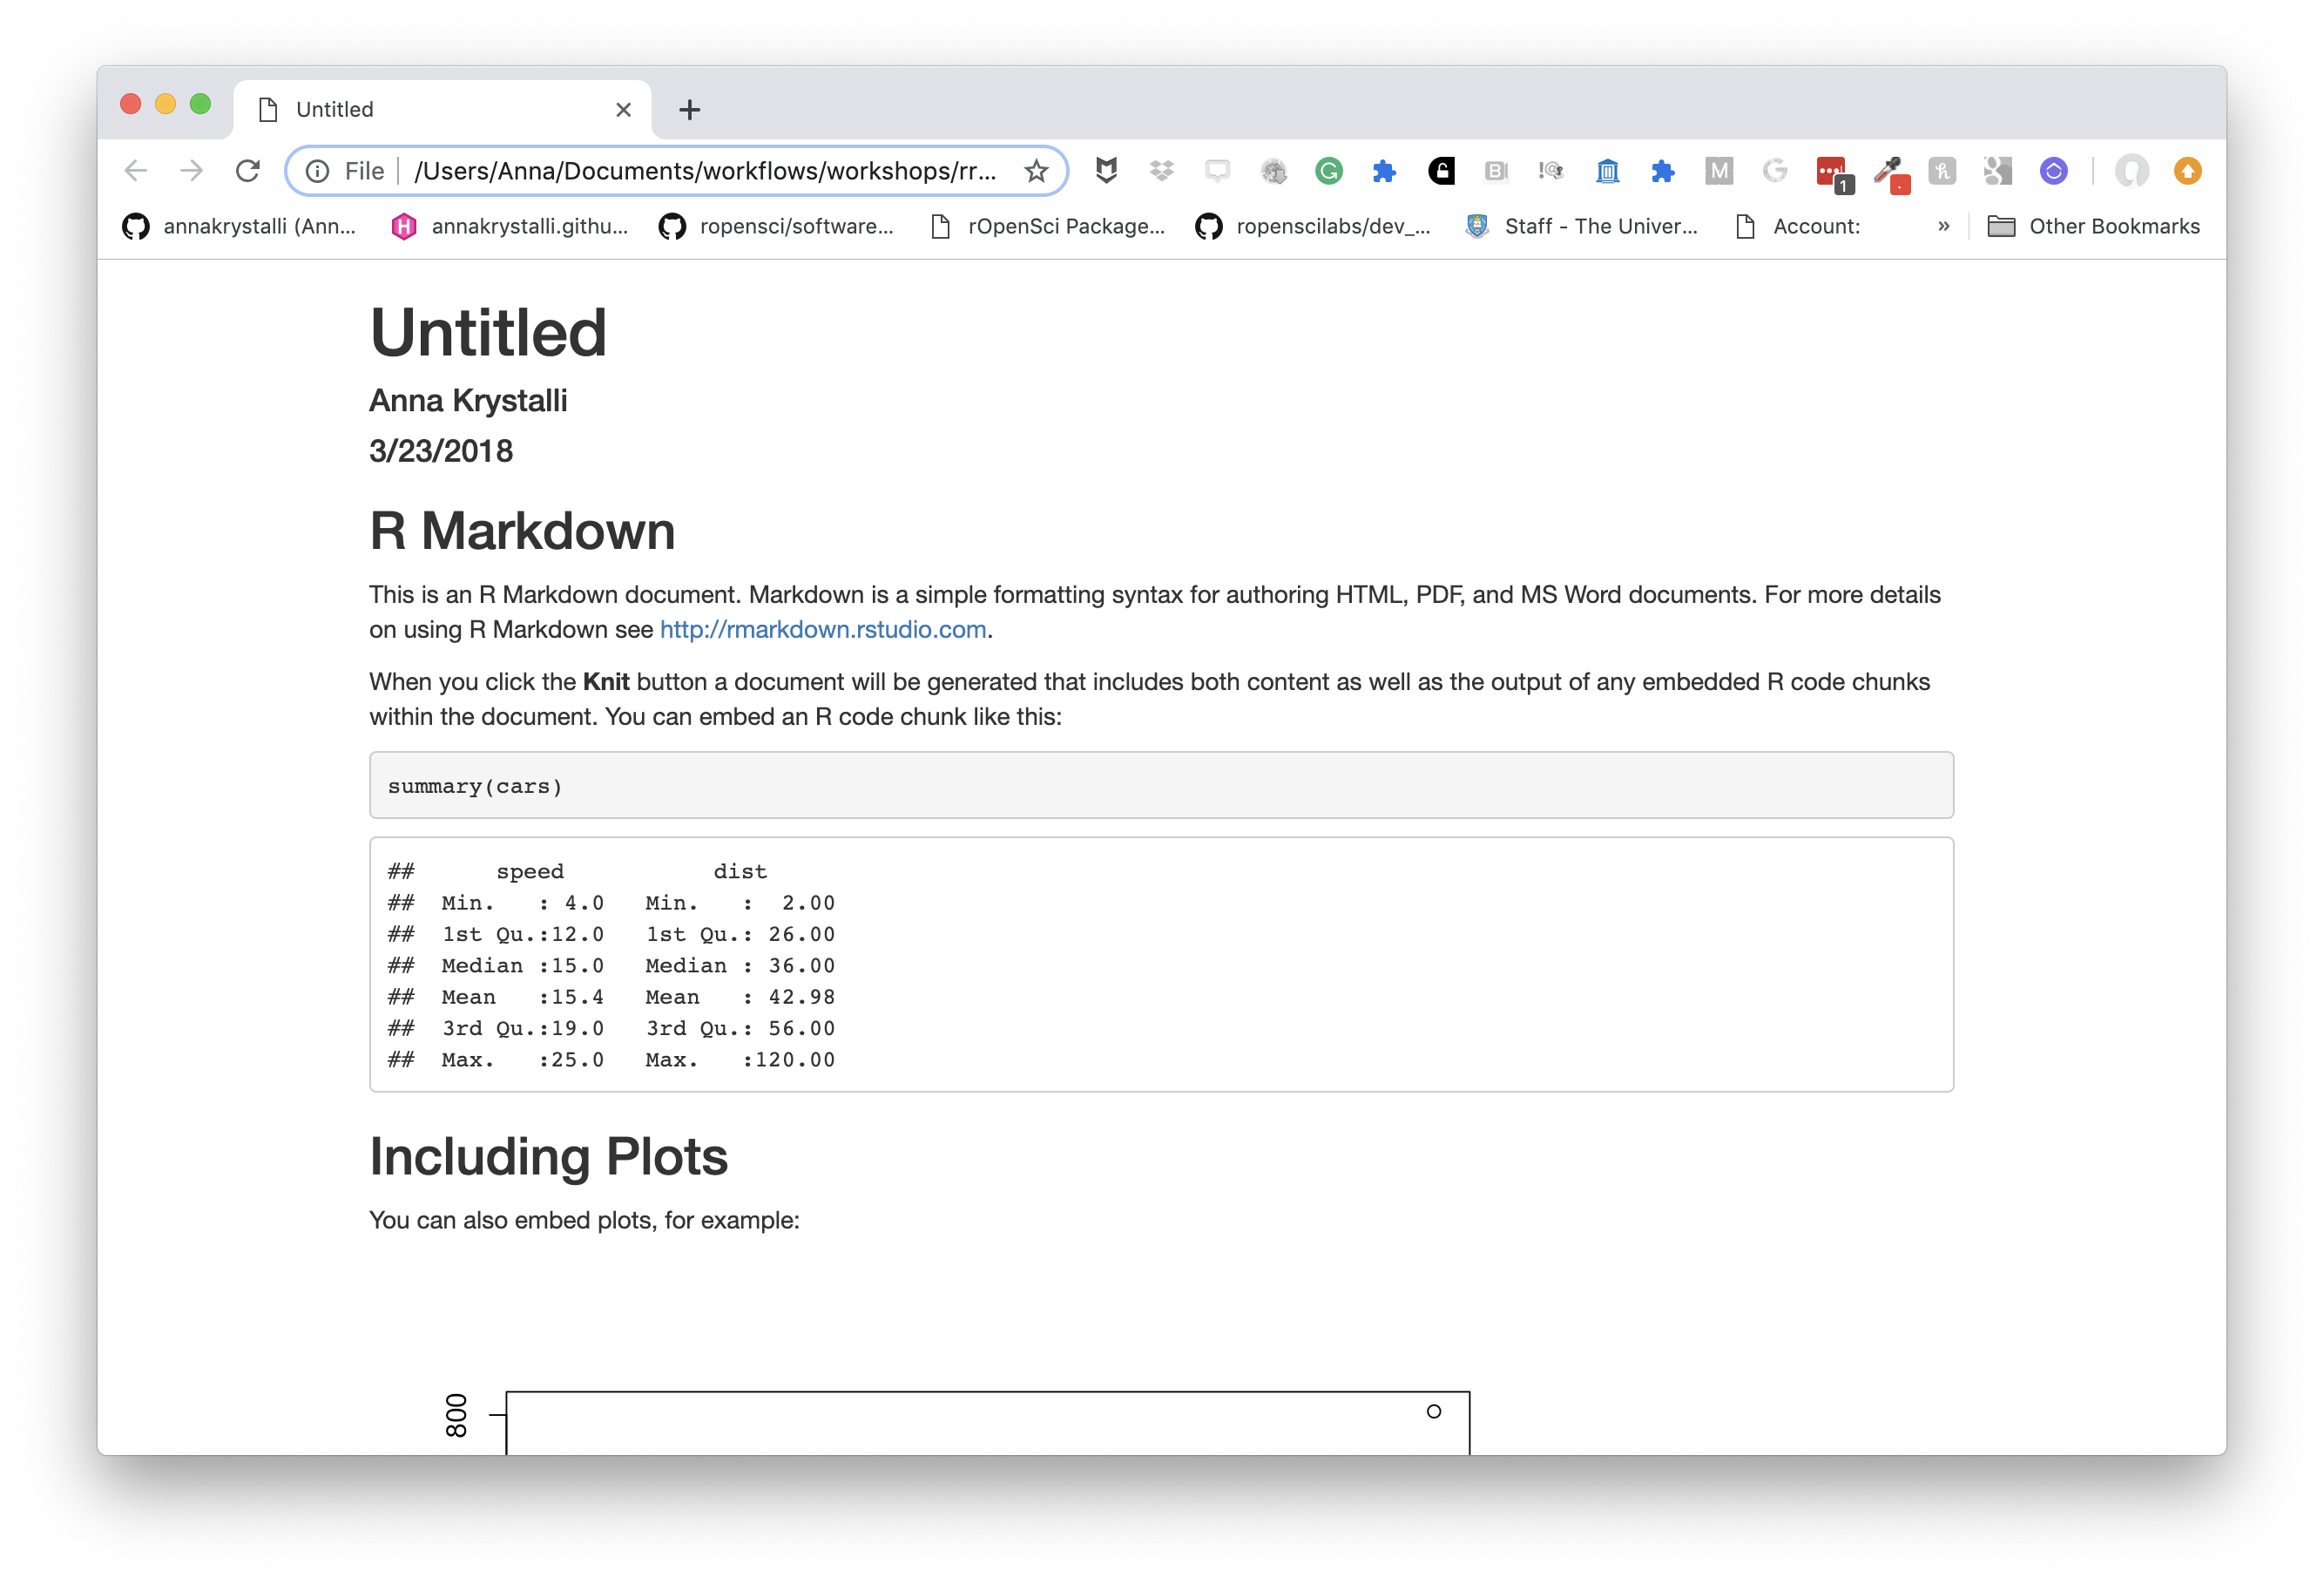 Untitled
File /Users/Anna/Documents/workflows/workshops/rr...
1
annakrystalli (Ann... annakrystalli.githu... ropensci/software... rOpenSci Package... ropenscilabs/dev_... Staff - The Univer... Account: » Other Bookmarks
Untitled
Anna Krystalli
3/23/2018
R Markdown
This is an R Markdown document. Markdown is a simple formatting syntax for authoring HTML, PDF, and MS Word documents. For more details
on using R Markdown see http://rmarkdown.rstudio.com.
When you click the Knit button a document will be generated that includes both content as well as the output of any embedded R code chunks
within the document. You can embed an R code chunk like this:
summary(cars)
##      speed           dist
##  Min.   : 4.0   Min.   :  2.00
##  1st Qu.:12.0   1st Qu.: 26.00
##  Median :15.0   Median : 36.00
##  Mean   :15.4   Mean   : 42.98
##  3rd Qu.:19.0   3rd Qu.: 56.00
##  Max.   :25.0   Max.   :120.00
Including Plots
You can also embed plots, for example:
800